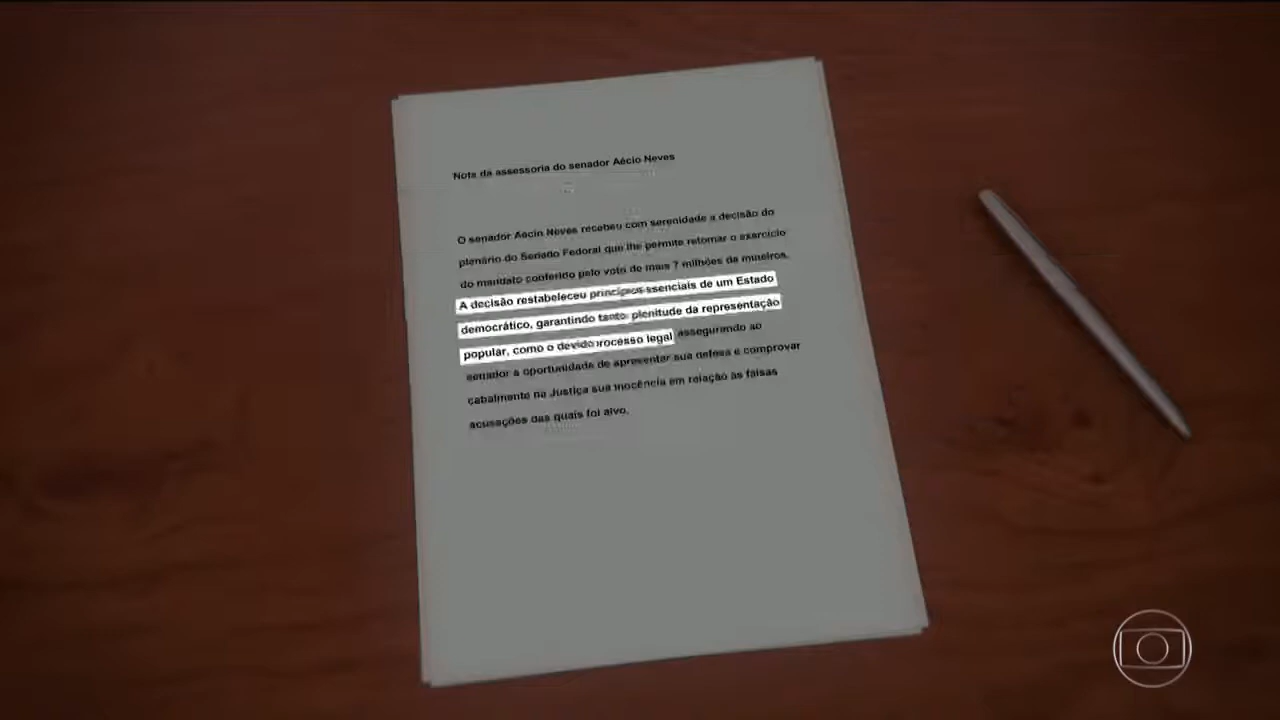 Nota da assessoria do senador Aécio Neves
O senador Aécio Neves recebeu com serenidade a decisão do
plenário do Senado Federal que lhe permite retomar o exercício
do mandato conferido pelo voto de mais 7 milhões de mineiros.
A decisão restabeleceu princípios essenciais de um Estado
democrático, garantindo tanto plenitude da representação
popular, como o devido processo legal assegurando ao
senador a oportunidade de apresentar sua defesa e comprovar
cabalmente na Justiça sua inocência em relação às falsas
acusações das quais foi alvo.